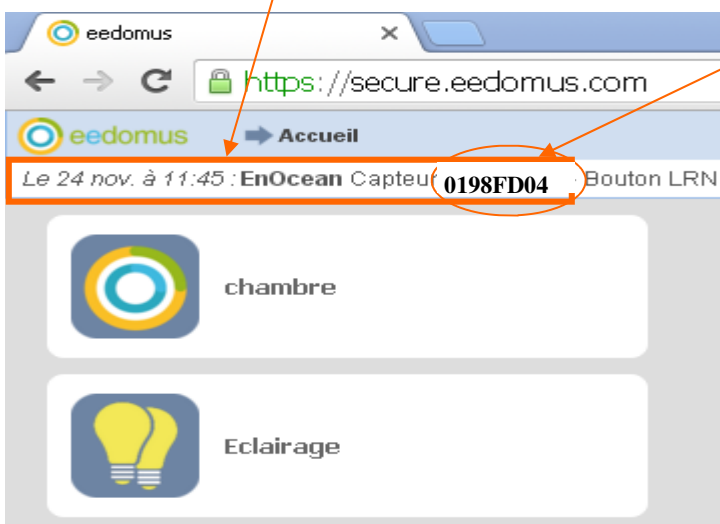 eedomus
https://secure.eedomus.com
eedomus Accueil
Le 24 nov. à 11:45 : EnOcean Capteur 0198FD04 Bouton LRN
chambre
Eclairage